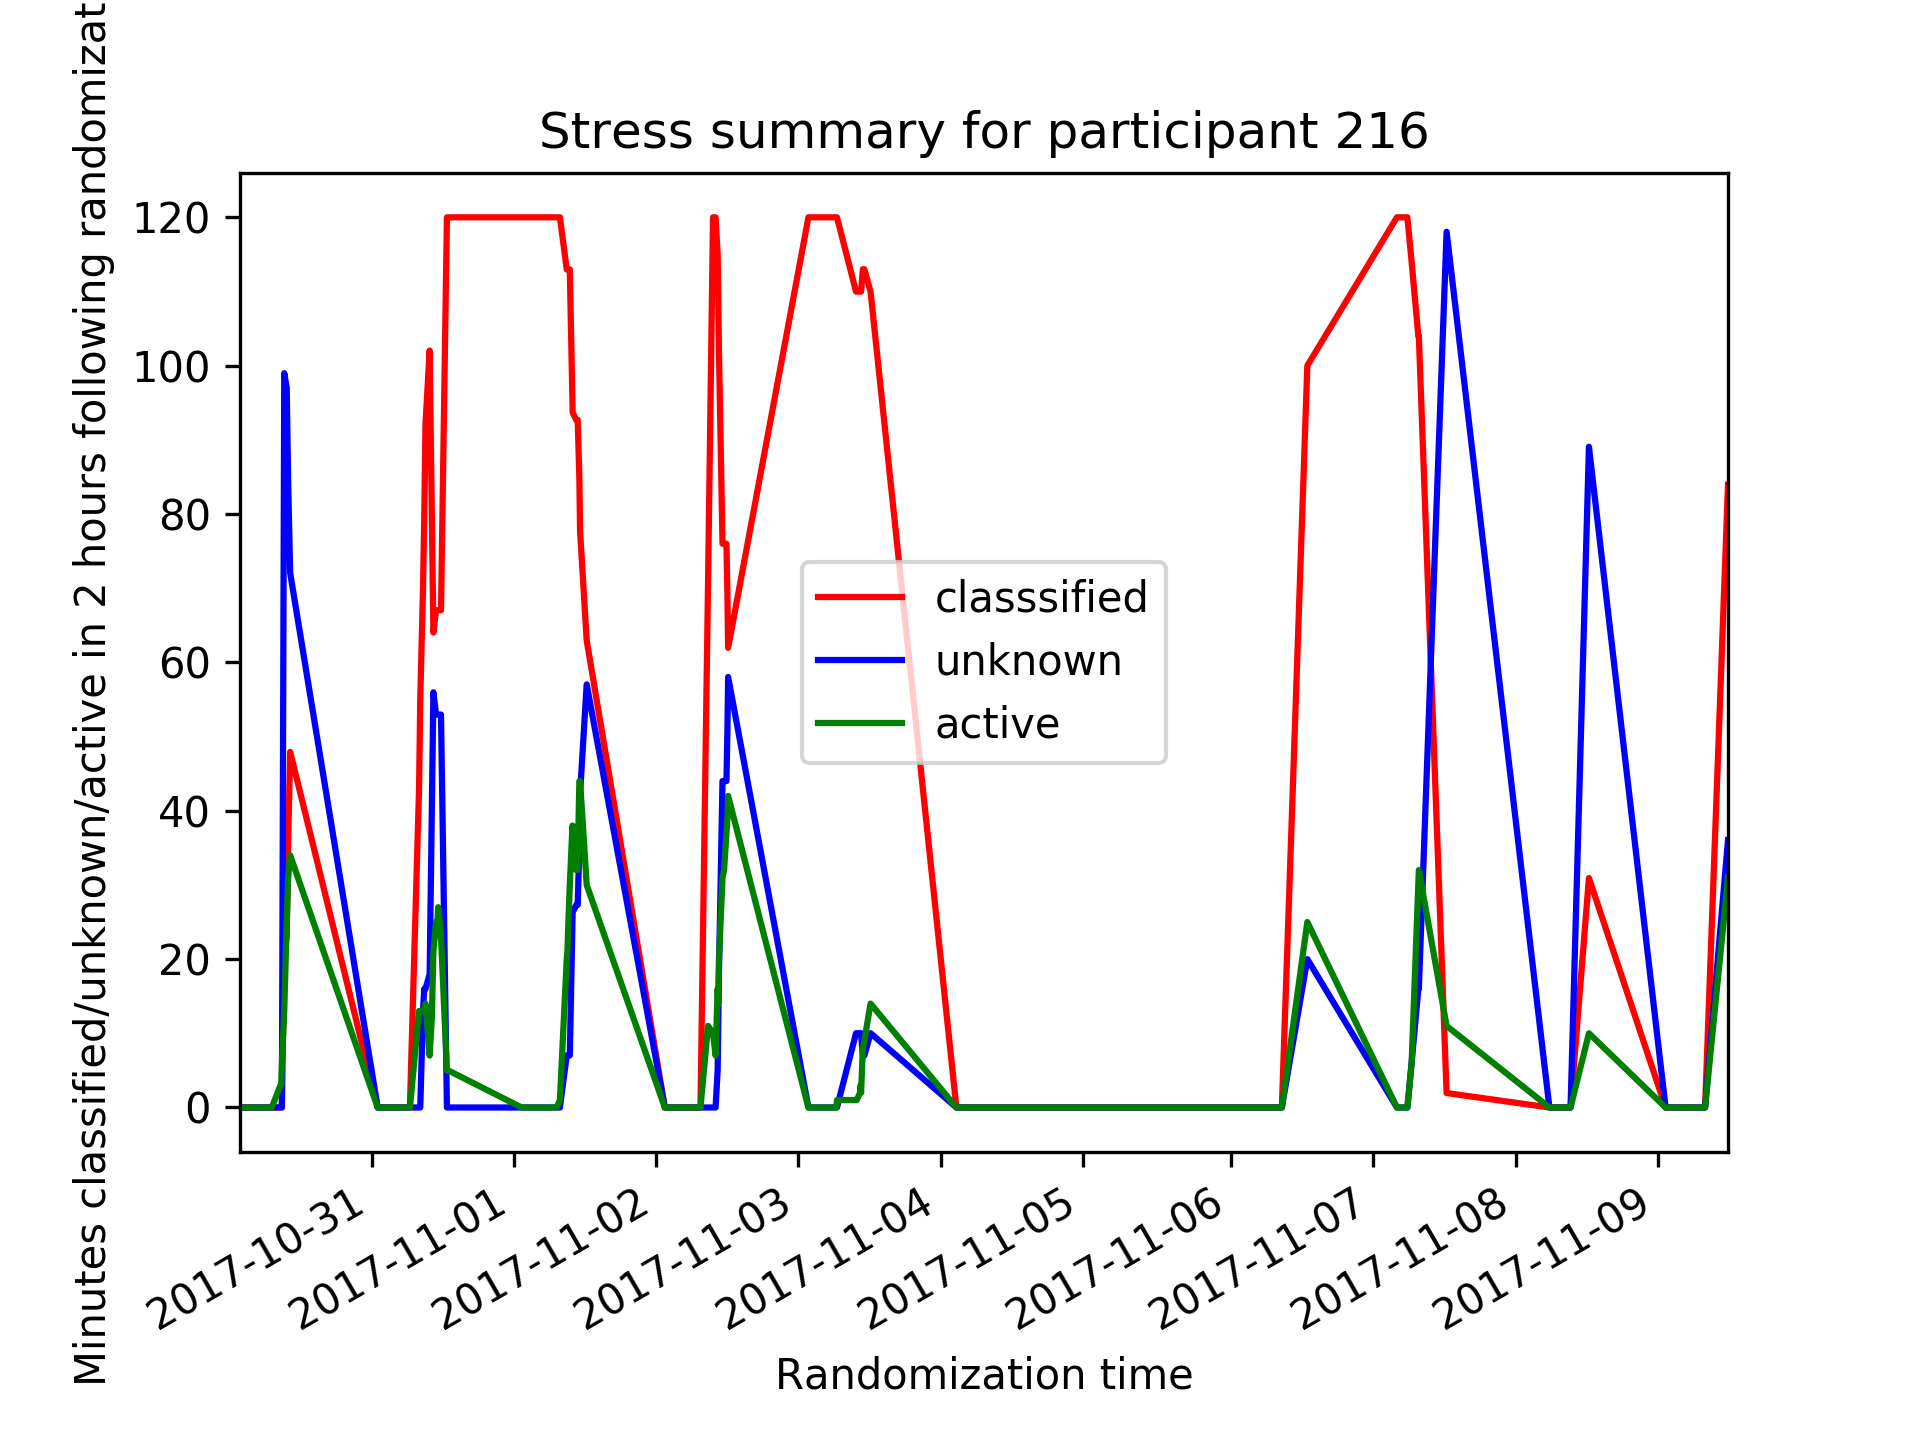 Stress summary for participant 216
Minutes classified/unknown/active in 2 hours following
120
100
80
60
40
20
0
classsified
unknown
active
2017-10-31
2017-11-01
2017-11-02
2017-11-03
2017-11-04
2017-11-05
2017-11-06
2017-11-07
2017-11-08
2017-11-09
Randomization time